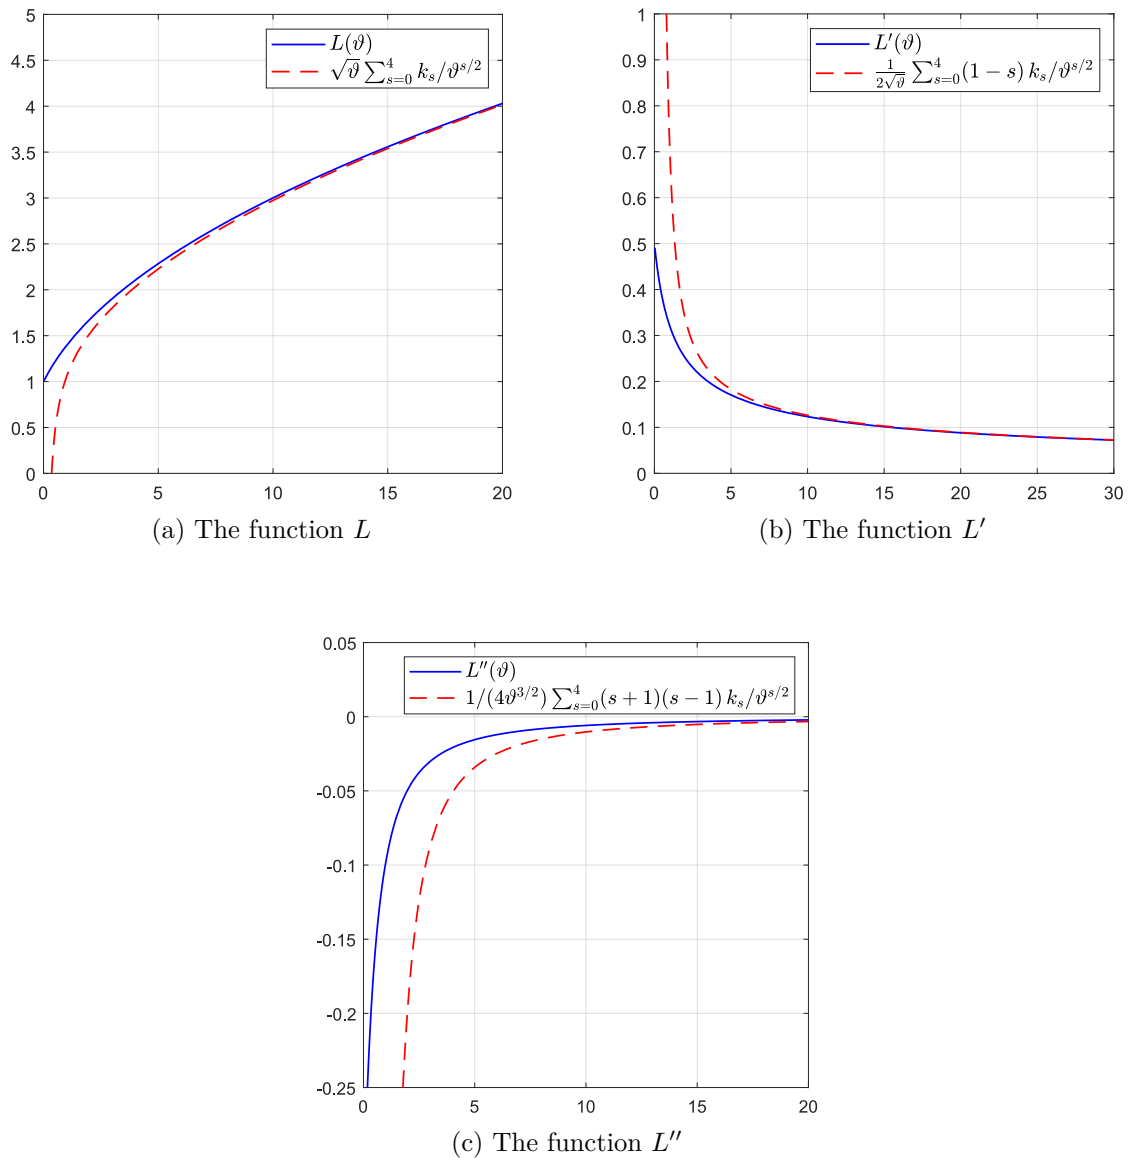 5
4.5
4
3.5
3
2.5
2
1.5
1
0.5
0
0 5 10 15 20
L(ϑ)
√ϑ ∑_{s=0}^{4} k_s/ϑ^{s/2}
(a) The function L
1
0.9
0.8
0.7
0.6
0.5
0.4
0.3
0.2
0.1
0
0 5 10 15 20 25 30
L′(ϑ)
1/(2√ϑ) ∑_{s=0}^{4}(1 − s) k_s/ϑ^{s/2}
(b) The function L′
0.05
0
-0.05
-0.1
-0.15
-0.2
-0.25
0 5 10 15 20
L″(ϑ)
1/(4ϑ^{3/2}) ∑_{s=0}^{4}(s + 1)(s − 1) k_s/ϑ^{s/2}
(c) The function L″